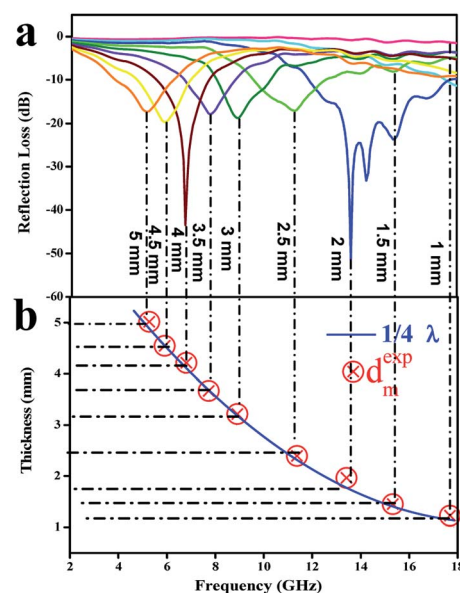 a
0
-10
-20
-30
-40
-50
-60
Reflection Loss (dB)
5 mm
4.5 mm
4 mm
3.5 mm
3 mm
2.5 mm
2 mm
1.5 mm
1 mm
b
1/4 λ
d_m^exp
5
4
3
2
1
Thickness (mm)
2 4 6 8 10 12 14 16 18
Frequency (GHz)